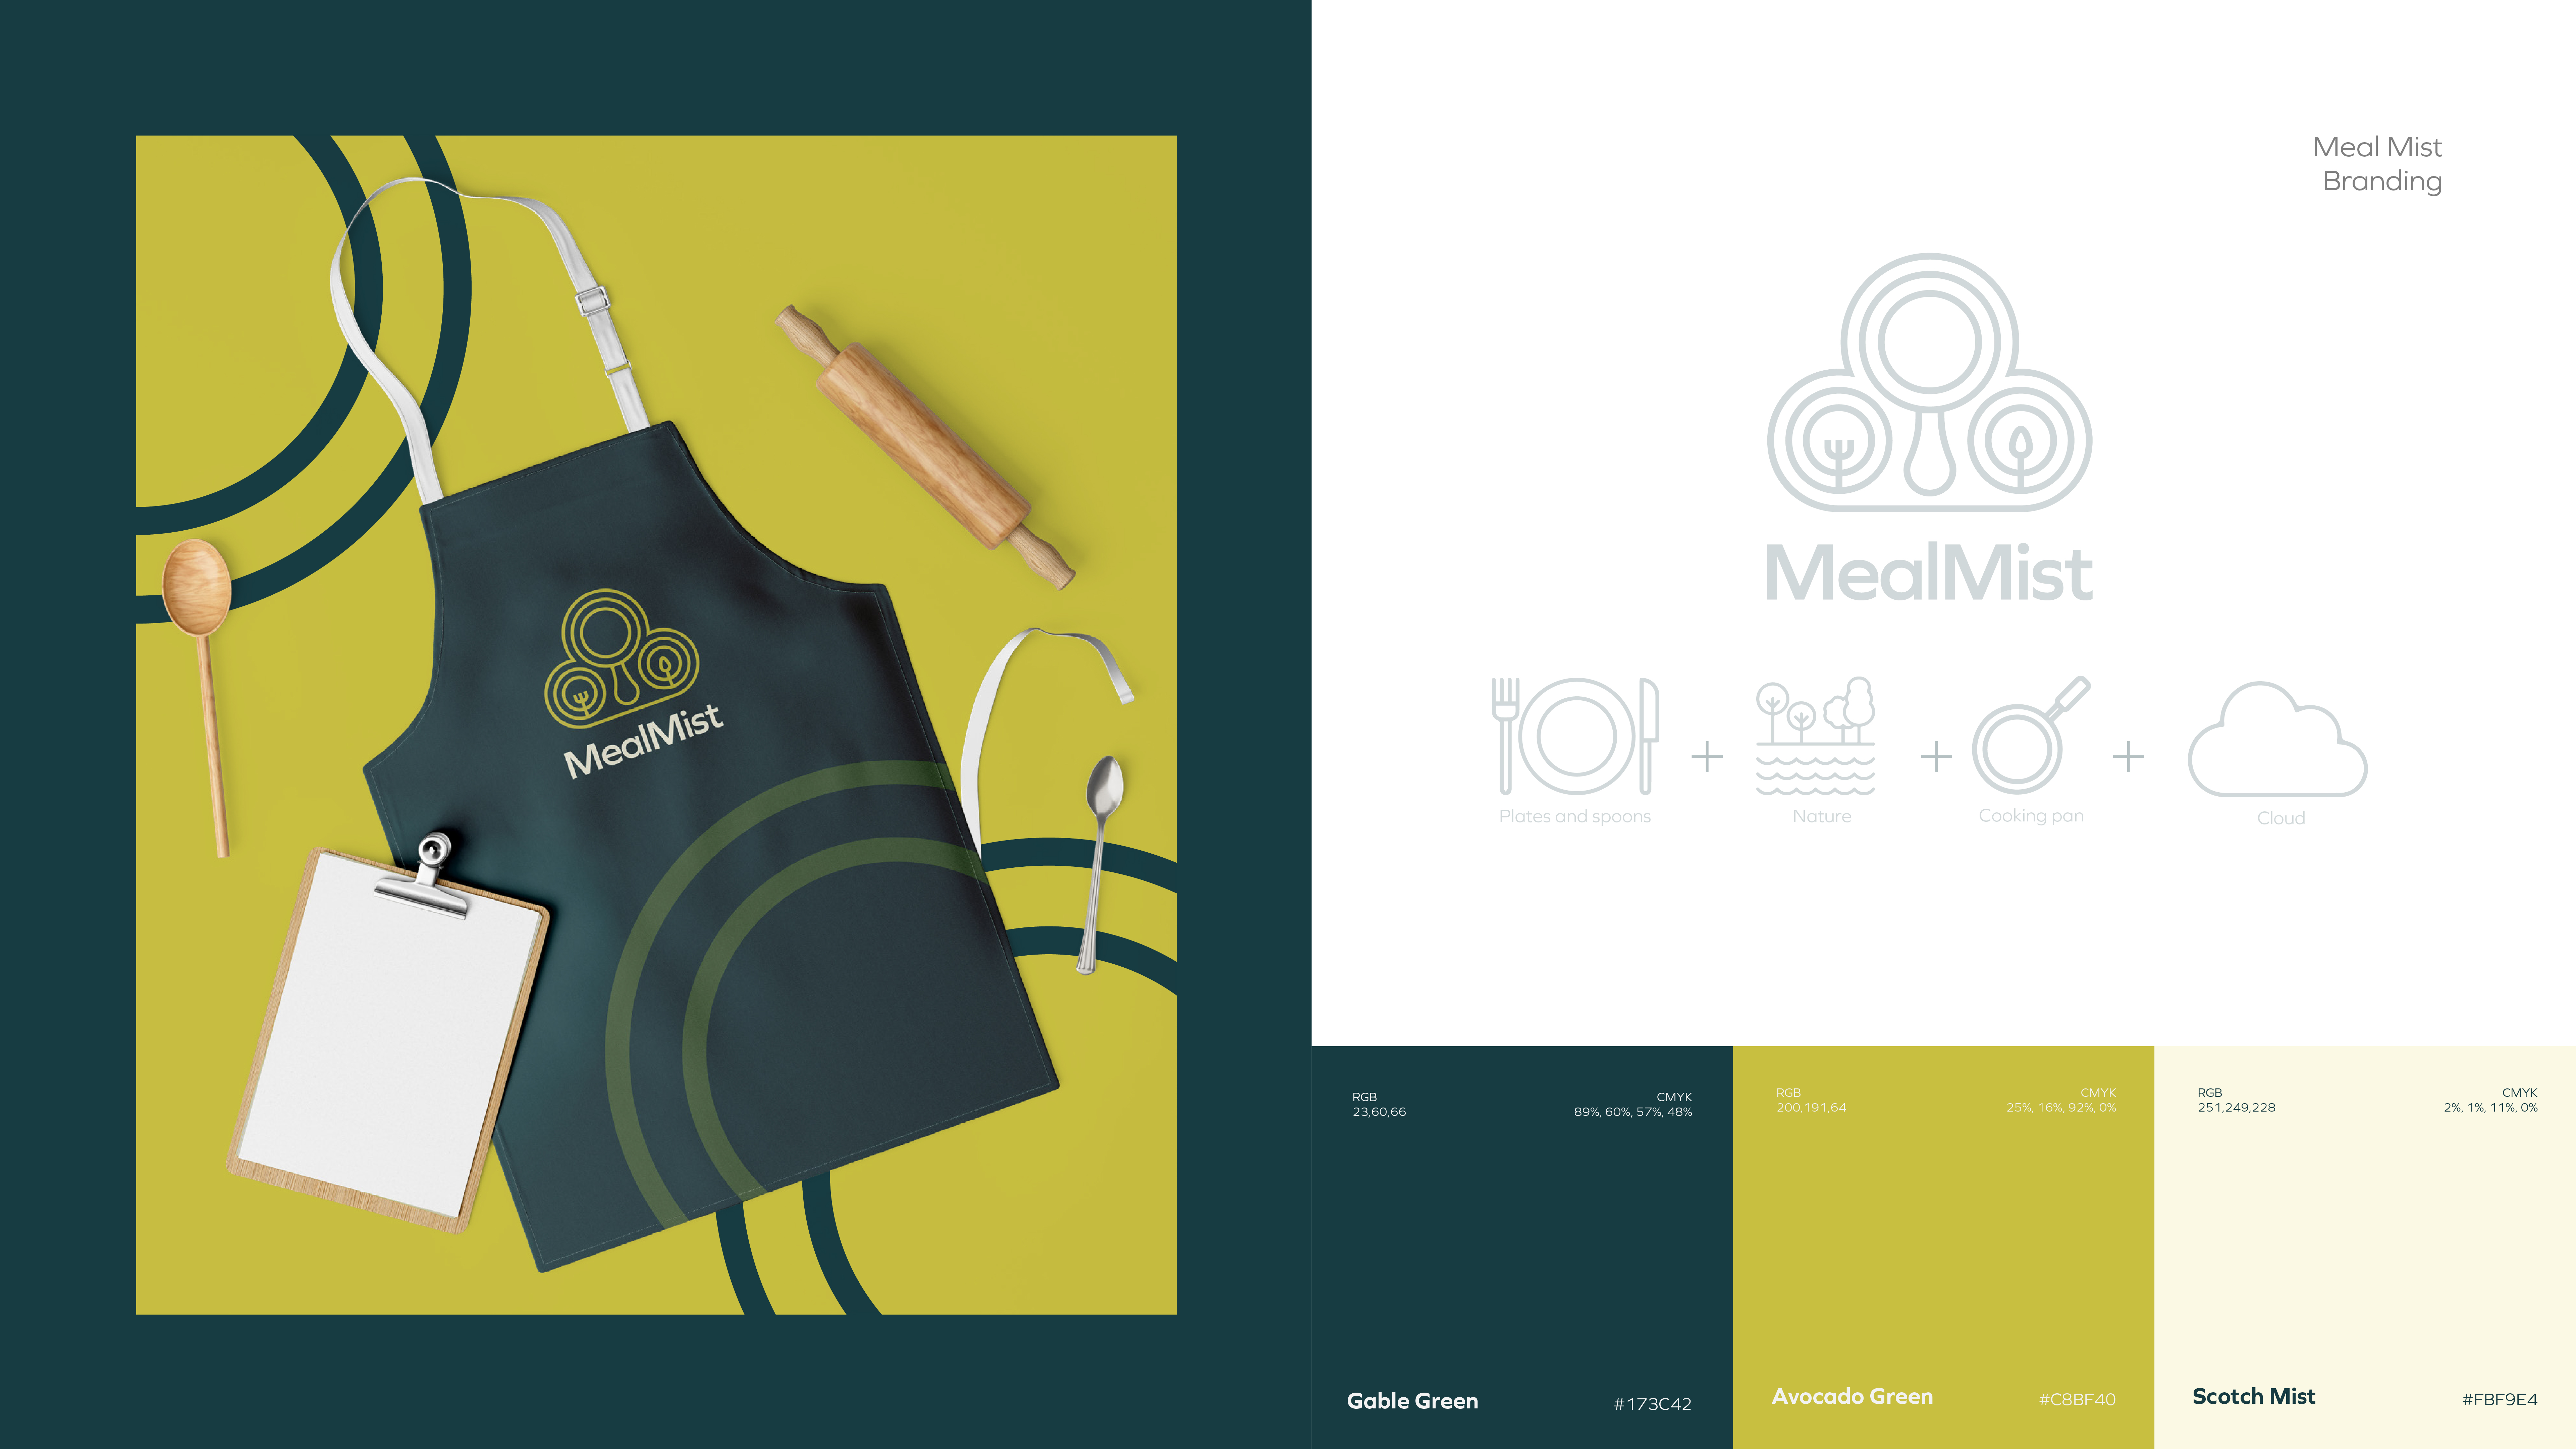 MealMist
Meal Mist
Branding
MealMist
Plates and spoons
Nature
Cooking pan
Cloud
RGB
23,60,66
CMYK
89%, 60%, 57%, 48%
Gable Green
#173C42
RGB
200,191,64
CMYK
25%, 16%, 92%, 0%
Avocado Green
#C8BF40
RGB
251,249,228
CMYK
2%, 1%, 11%, 0%
Scotch Mist
#FBF9E4